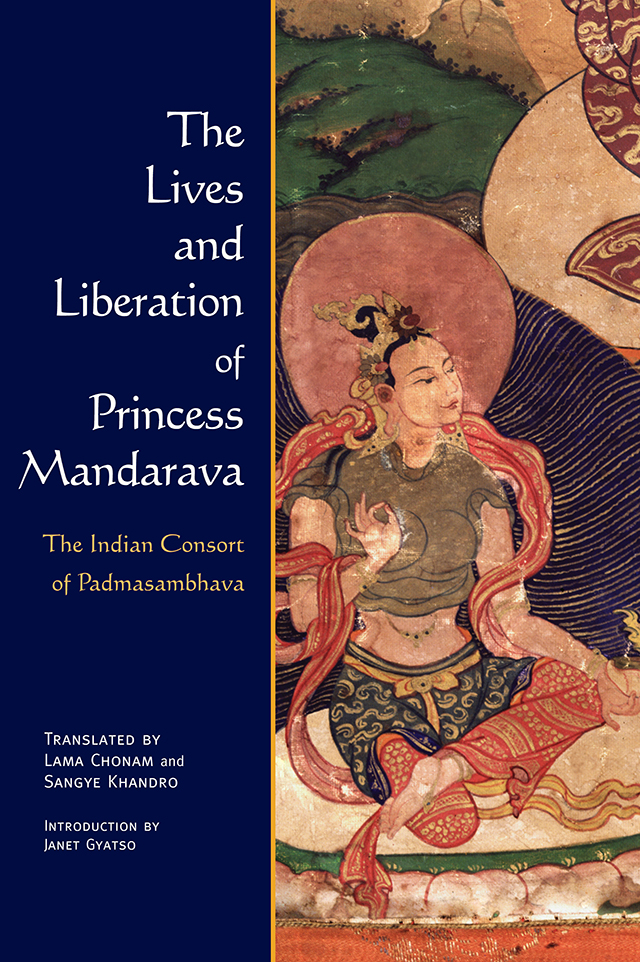 The
Lives
and
Liberation
of
Princess
Mandarava
The Indian Consort
of Padmasambhava
Translated by
Lama Chonam and
Sangye Khandro
Introduction by
Janet Gyatso